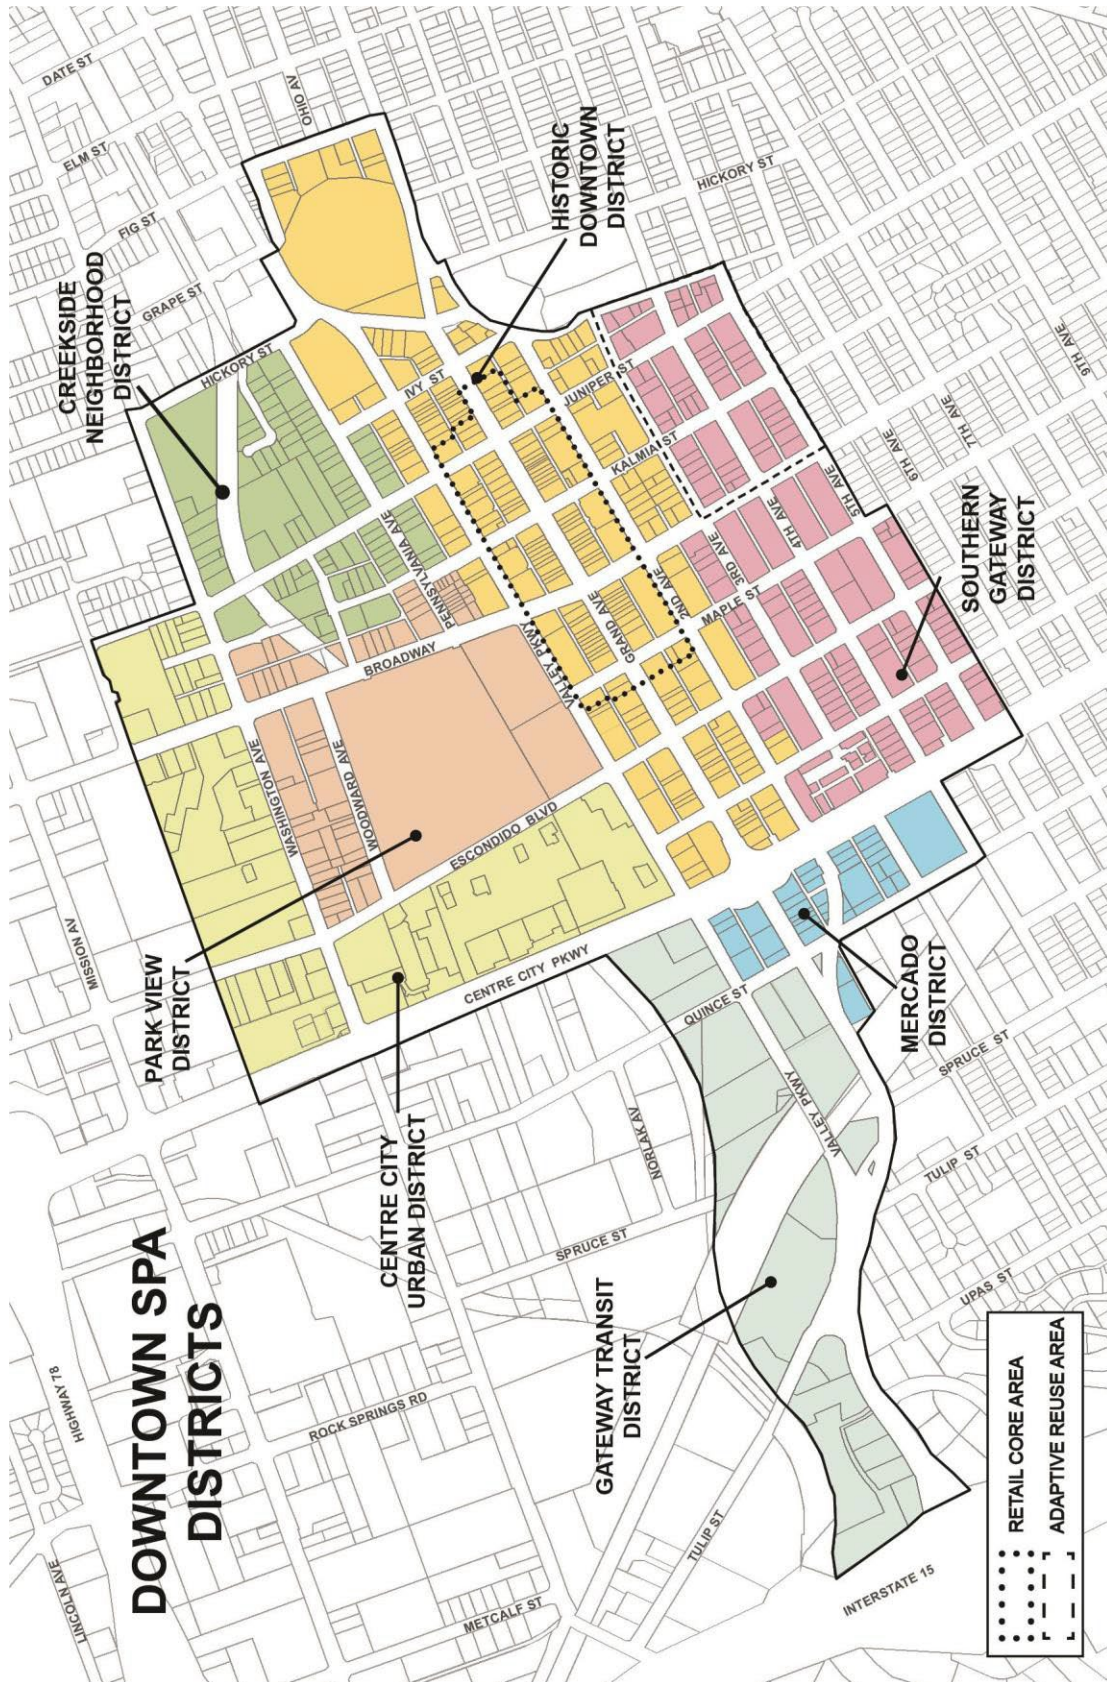 DOWNTOWN SPA
DISTRICTS
HIGHWAY 78
LINCOLN AVE
ROCK SPRINGS RD
METCALF ST
MISSION AV
PARK VIEW
DISTRICT
CREEKSIDE
NEIGHBORHOOD
DISTRICT
DATE ST
ELM ST
OHIO AV
FIG ST
GRAPE ST
HICKORY ST
HISTORIC
DOWNTOWN
DISTRICT
HICKORY ST
WASHINGTON AVE
WOODWARD AVE
BROADWAY
PENNSYLVANIA AVE
IVY ST
JUNIPER ST
KALMIA ST
VALLEY PKWY
GRAND AVE
2ND AVE
MAPLE ST
3RD AVE
4TH AVE
5TH AVE
6TH AVE
7TH AVE
9TH AVE
ESCONDIDO BLVD
CENTRE CITY PKWY
CENTRE CITY
URBAN DISTRICT
SOUTHERN
GATEWAY
DISTRICT
MERCADO
DISTRICT
QUINCE ST
NORLAK AV
SPRUCE ST
SPRUCE ST
VALLEY PKWY
TULIP ST
UPAS ST
GATEWAY TRANSIT
DISTRICT
TULIP ST
INTERSTATE 15
RETAIL CORE AREA
ADAPTIVE REUSE AREA